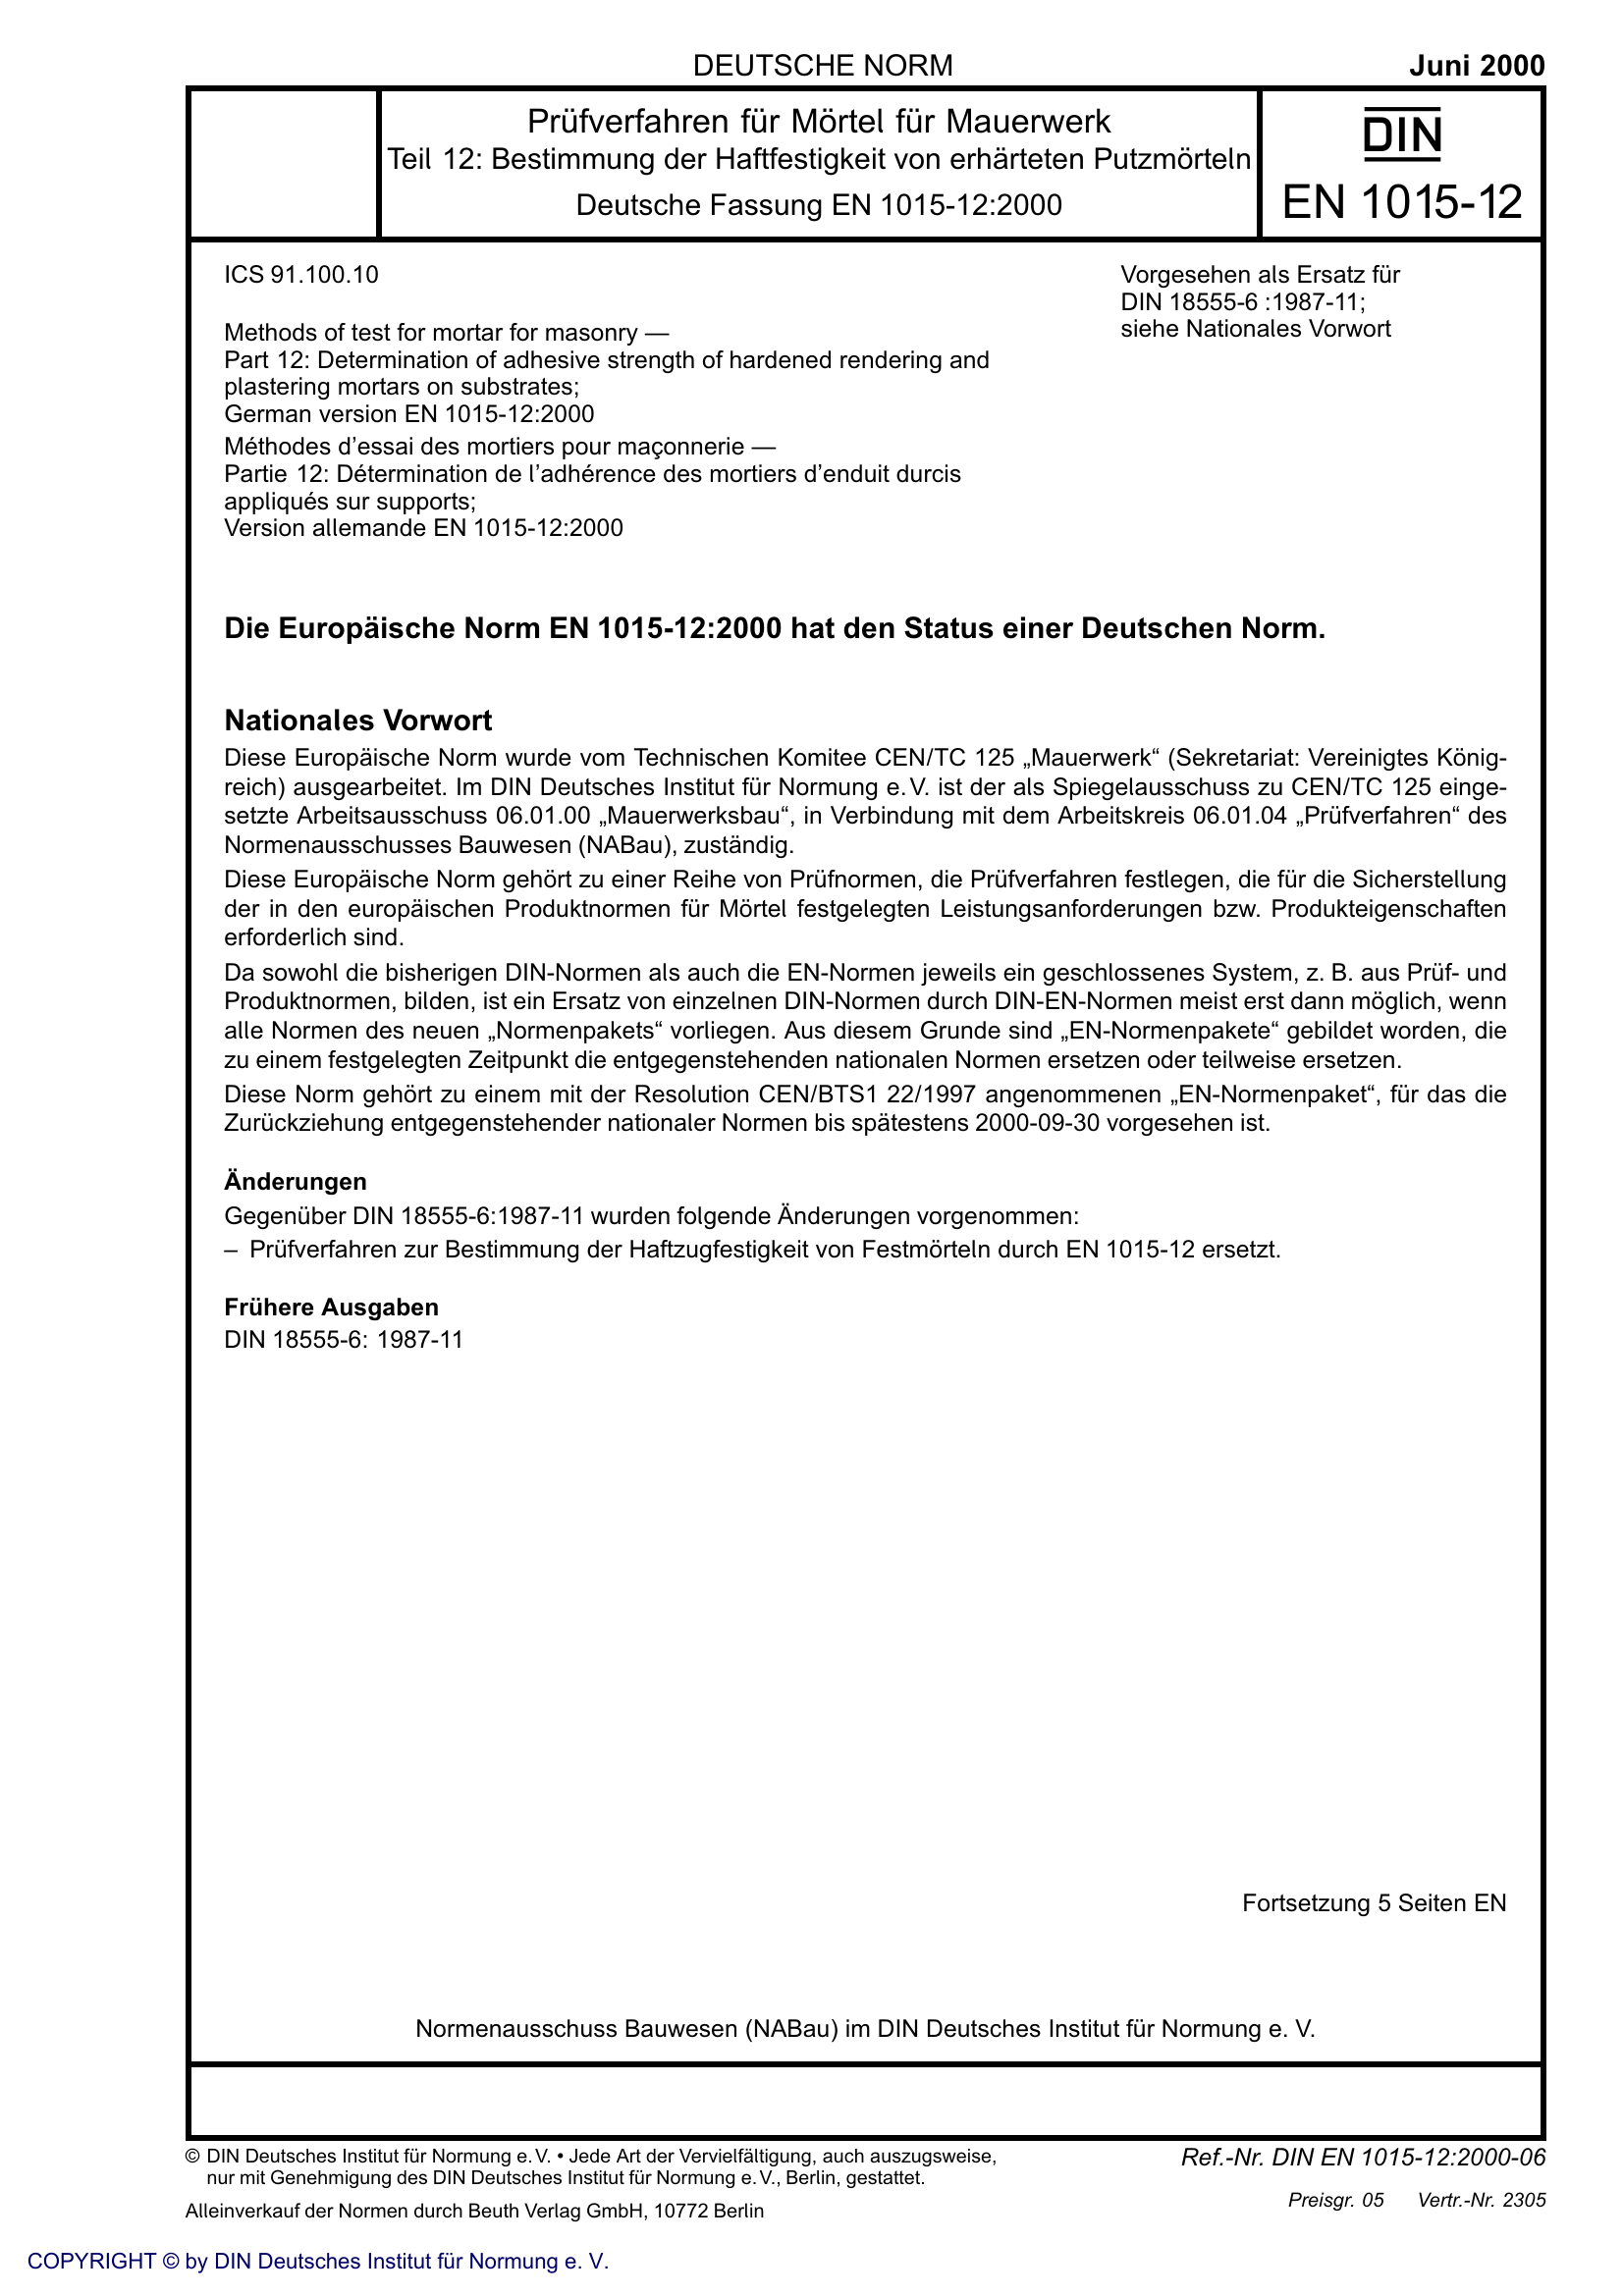 DEUTSCHE NORM
Juni 2000
Prüfverfahren für Mörtel für Mauerwerk
Teil 12: Bestimmung der Haftfestigkeit von erhärteten Putzmörteln
Deutsche Fassung EN 1015-12:2000
DIN
EN 1015-12
ICS 91.100.10
Vorgesehen als Ersatz für
DIN 18555-6 :1987-11;
siehe Nationales Vorwort
Methods of test for mortar for masonry —
Part 12: Determination of adhesive strength of hardened rendering and
plastering mortars on substrates;
German version EN 1015-12:2000
Méthodes d’essai des mortiers pour maçonnerie —
Partie 12: Détermination de l’adhérence des mortiers d’enduit durcis
appliqués sur supports;
Version allemande EN 1015-12:2000
Die Europäische Norm EN 1015-12:2000 hat den Status einer Deutschen Norm.
Nationales Vorwort
Diese Europäische Norm wurde vom Technischen Komitee CEN/TC 125 „Mauerwerk“ (Sekretariat: Vereinigtes König-
reich) ausgearbeitet. Im DIN Deutsches Institut für Normung e. V. ist der als Spiegelausschuss zu CEN/TC 125 einge-
setzte Arbeitsausschuss 06.01.00 „Mauerwerksbau“, in Verbindung mit dem Arbeitskreis 06.01.04 „Prüfverfahren“ des
Normenausschusses Bauwesen (NABau), zuständig.
Diese Europäische Norm gehört zu einer Reihe von Prüfnormen, die Prüfverfahren festlegen, die für die Sicherstellung
der in den europäischen Produktnormen für Mörtel festgelegten Leistungsanforderungen bzw. Produkteigenschaften
erforderlich sind.
Da sowohl die bisherigen DIN-Normen als auch die EN-Normen jeweils ein geschlossenes System, z. B. aus Prüf- und
Produktnormen, bilden, ist ein Ersatz von einzelnen DIN-Normen durch DIN-EN-Normen meist erst dann möglich, wenn
alle Normen des neuen „Normenpakets“ vorliegen. Aus diesem Grunde sind „EN-Normenpakete“ gebildet worden, die
zu einem festgelegten Zeitpunkt die entgegenstehenden nationalen Normen ersetzen oder teilweise ersetzen.
Diese Norm gehört zu einem mit der Resolution CEN/BTS1 22/1997 angenommenen „EN-Normenpaket“, für das die
Zurückziehung entgegenstehender nationaler Normen bis spätestens 2000-09-30 vorgesehen ist.
Änderungen
Gegenüber DIN 18555-6:1987-11 wurden folgende Änderungen vorgenommen:
– Prüfverfahren zur Bestimmung der Haftzugfestigkeit von Festmörteln durch EN 1015-12 ersetzt.
Frühere Ausgaben
DIN 18555-6: 1987-11
Fortsetzung 5 Seiten EN
Normenausschuss Bauwesen (NABau) im DIN Deutsches Institut für Normung e. V.
© DIN Deutsches Institut für Normung e. V. • Jede Art der Vervielfältigung, auch auszugsweise,
nur mit Genehmigung des DIN Deutsches Institut für Normung e. V., Berlin, gestattet.
Alleinverkauf der Normen durch Beuth Verlag GmbH, 10772 Berlin
Ref.-Nr. DIN EN 1015-12:2000-06
Preisgr. 05 Vertr.-Nr. 2305
COPYRIGHT © by DIN Deutsches Institut für Normung e. V.